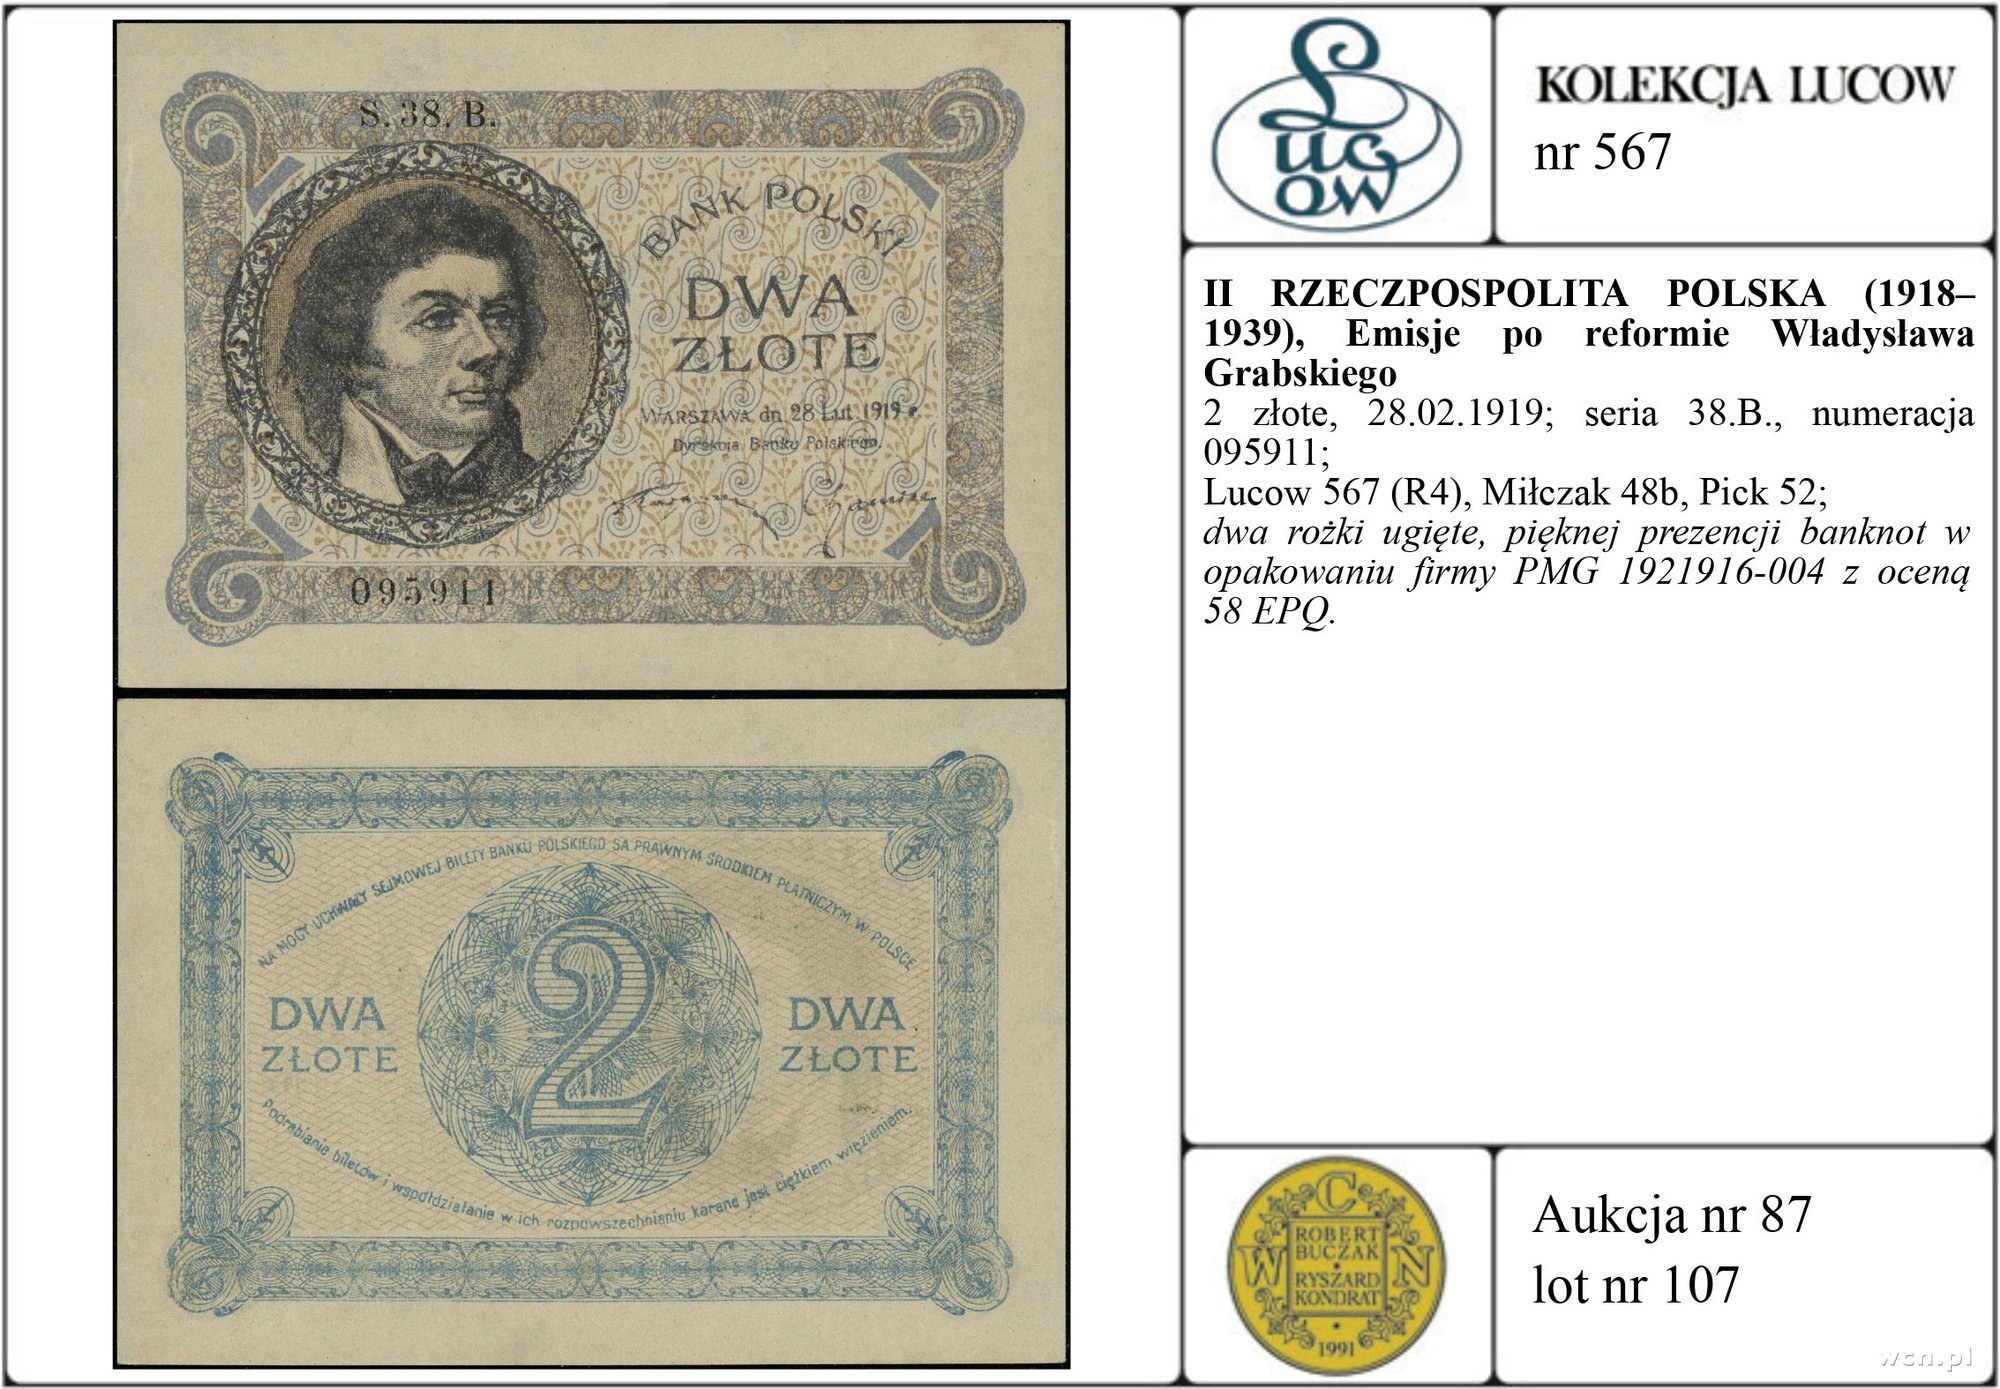 S. 38. B.
BANK POLSKI
DWA
ZŁOTE
WARSZAWA dn. 28 Lut. 1919 r.
Dyrekcja Banku Polskiego.
095911
NA MOCY UCHWAŁY SEJMOWEJ BILETY BANKU POLSKIEGO SĄ PRAWNYM ŚRODKIEM PŁATNICZYM W POLSCE
2
DWA
ZŁOTE
DWA
ZŁOTE
Podrabianie biletów i współdziałanie w ich rozpowszechnianiu karane jest ciężkiem więzieniem.
Lucow
KOLEKCJA LUCOW
nr 567
II RZECZPOSPOLITA POLSKA (1918–
1939), Emisje po reformie Władysława
Grabskiego
2 złote, 28.02.1919; seria 38.B., numeracja
095911;
Lucow 567 (R4), Miłczak 48b, Pick 52;
dwa rożki ugięte, pięknej prezencji banknot w
opakowaniu firmy PMG 1921916-004 z oceną
58 EPQ.
W C N
ROBERT
BUCZAK
RYSZARD
KONDRAT
1991
Aukcja nr 87
lot nr 107
wcn.pl